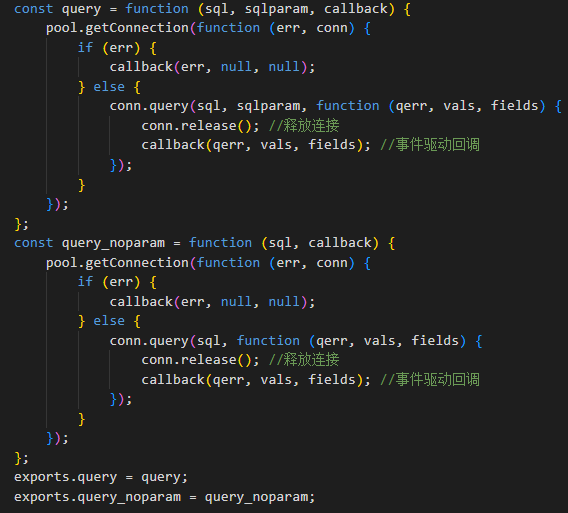 const query = function (sql, sqlparam, callback) {
    pool.getConnection(function (err, conn) {
        if (err) {
            callback(err, null, null);
        } else {
            conn.query(sql, sqlparam, function (qerr, vals, fields) {
                conn.release(); //释放连接
                callback(qerr, vals, fields); //事件驱动回调
            });
        }
    });
};
const query_noparam = function (sql, callback) {
    pool.getConnection(function (err, conn) {
        if (err) {
            callback(err, null, null);
        } else {
            conn.query(sql, function (qerr, vals, fields) {
                conn.release(); //释放连接
                callback(qerr, vals, fields); //事件驱动回调
            });
        }
    });
};
exports.query = query;
exports.query_noparam = query_noparam;